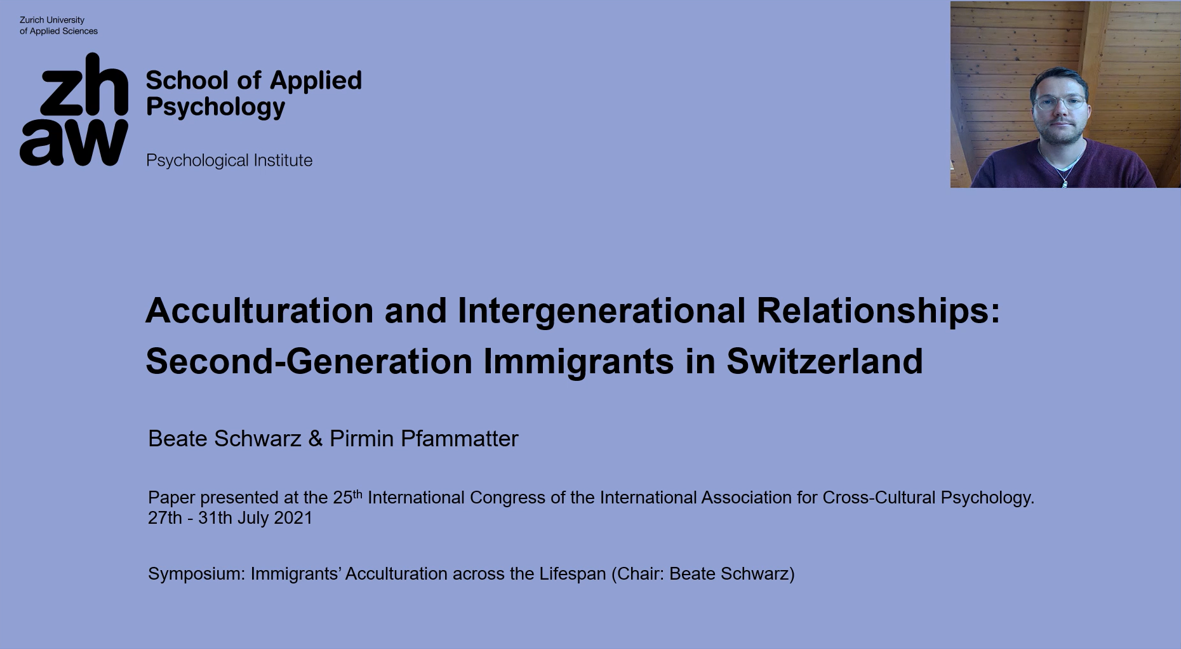 Zurich University
of Applied Sciences
zh
aw
School of Applied
Psychology
Psychological Institute
Acculturation and Intergenerational Relationships:
Second-Generation Immigrants in Switzerland
Beate Schwarz & Pirmin Pfammatter
Paper presented at the 25th International Congress of the International Association for Cross-Cultural Psychology.
27th - 31th July 2021
Symposium: Immigrants’ Acculturation across the Lifespan (Chair: Beate Schwarz)